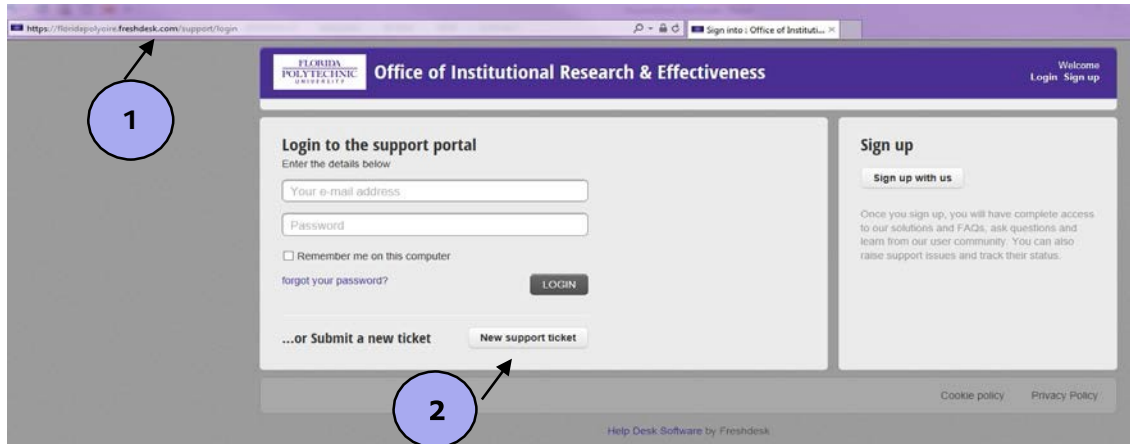 https://floridapolyoire.freshdesk.com/support/login
Sign into : Office of Instituti...
FLORIDA
POLYTECHNIC
UNIVERSITY
Office of Institutional Research & Effectiveness
Welcome
Login Sign up
1
Login to the support portal
Enter the details below
Your e-mail address
Password
Remember me on this computer
forgot your password?
LOGIN
...or Submit a new ticket
New support ticket
Sign up
Sign up with us
Once you sign up, you will have complete access
to our solutions and FAQs, ask questions and
learn from our user community. You can also
raise support issues and track their status.
2
Cookie policy Privacy Policy
Help Desk Software by Freshdesk